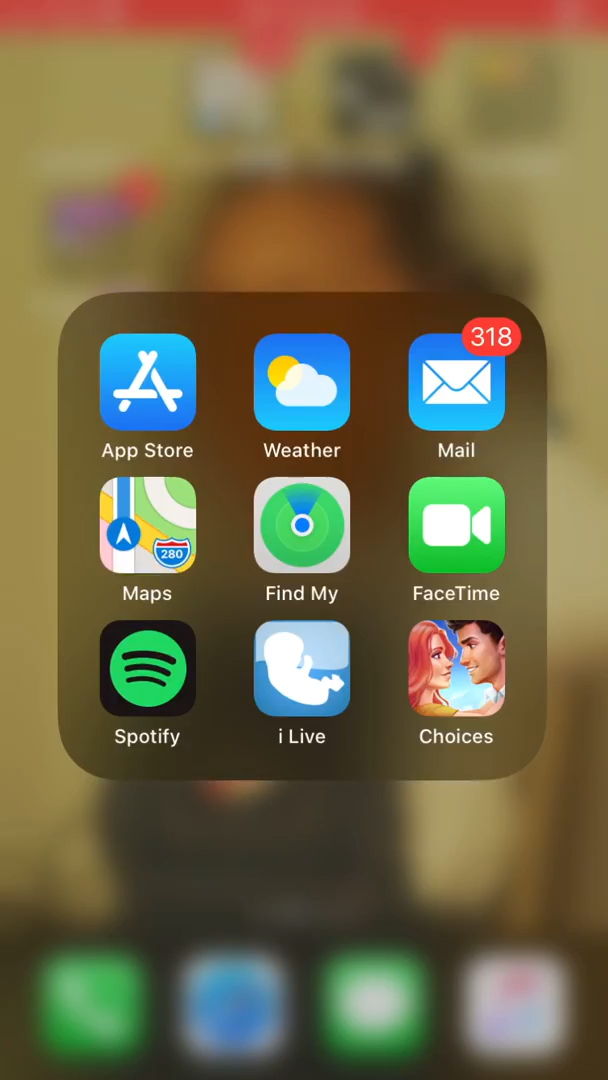 318
App Store
Weather
Mail
280
Maps
Find My
FaceTime
Spotify
i Live
Choices